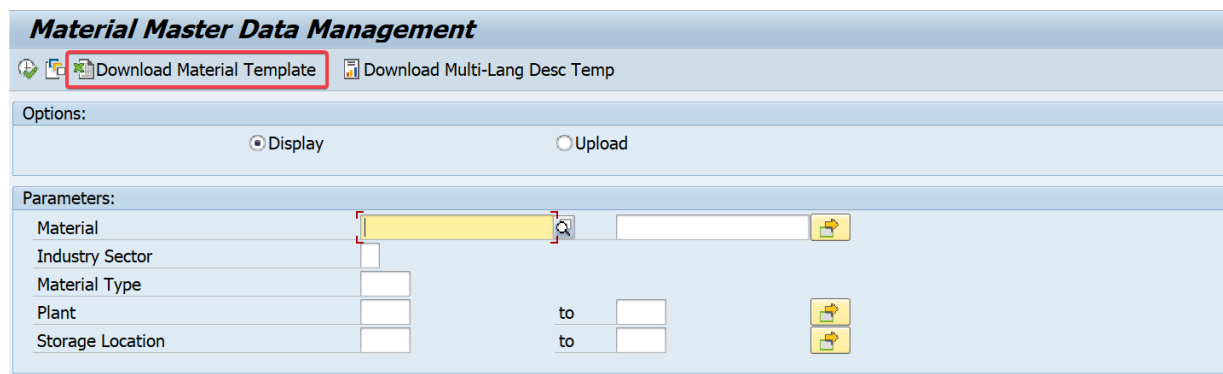 Material Master Data Management
Download Material Template Download Multi-Lang Desc Temp
Options:
Display Upload
Parameters:
Material
Industry Sector
Material Type
Plant to
Storage Location to